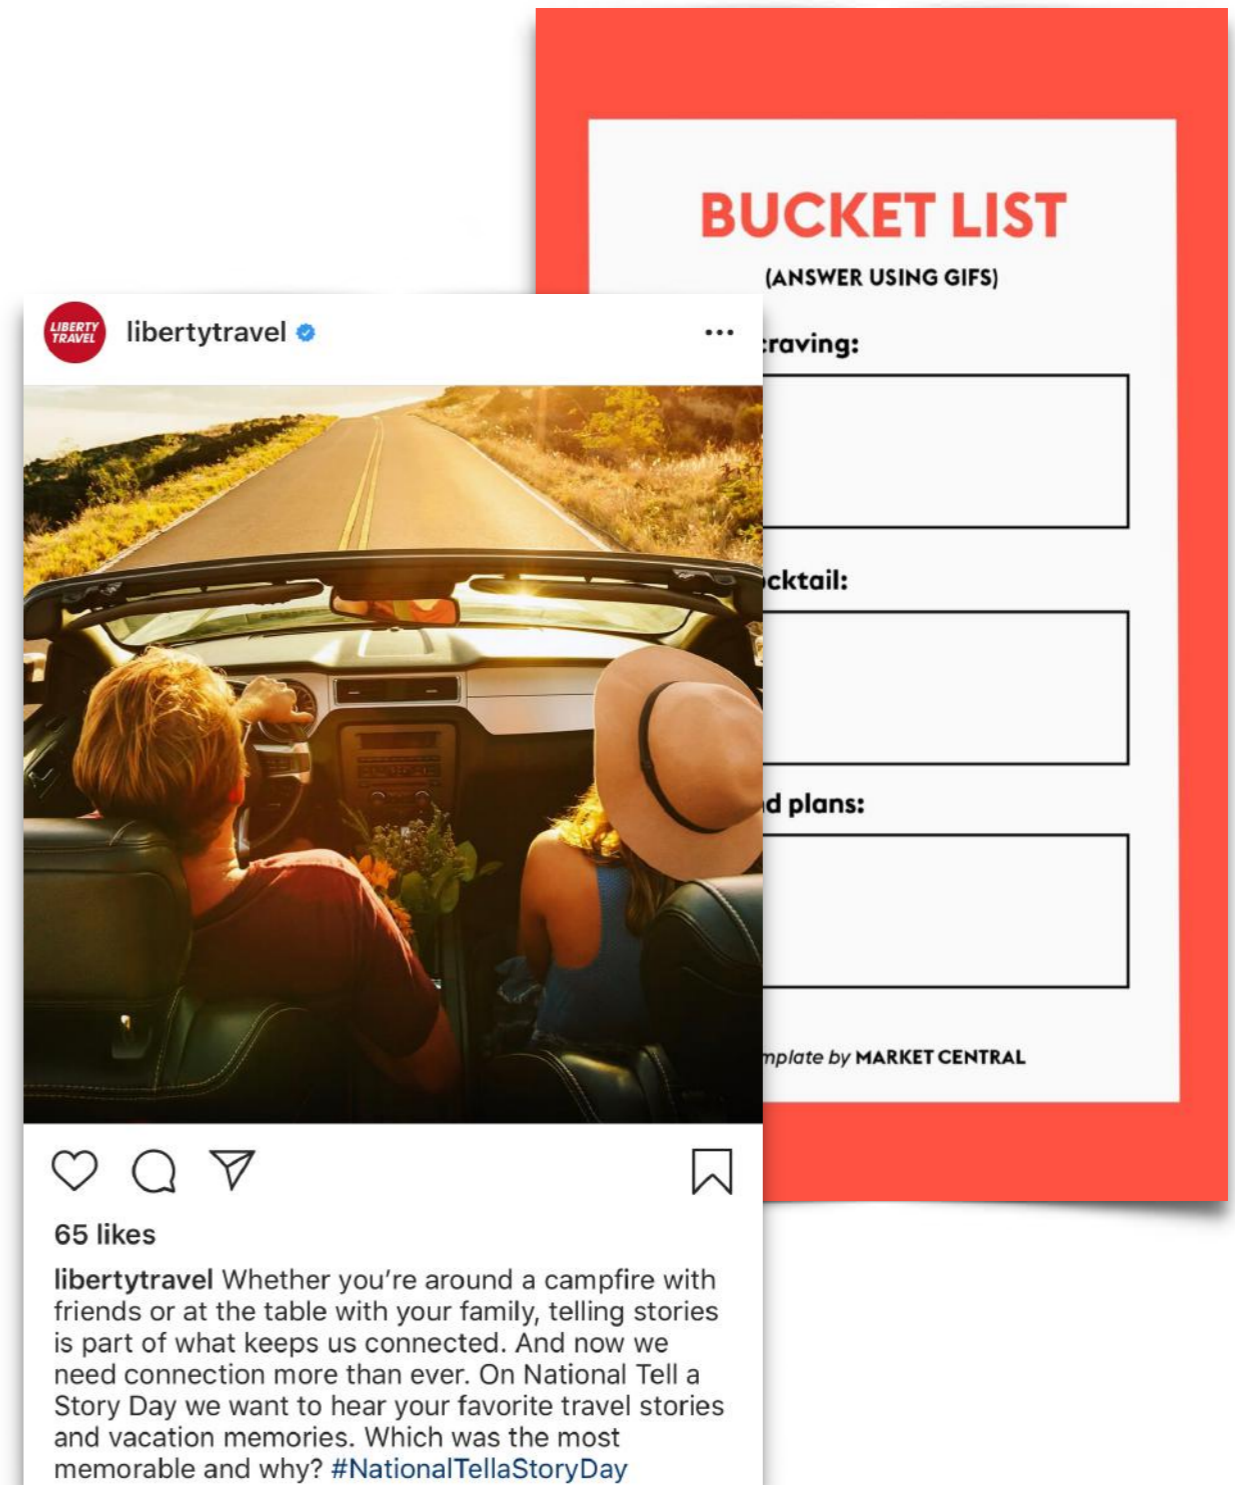 BUCKET LIST
(ANSWER USING GIFS)
raving:
cktail:
d plans:
mplate by MARKET CENTRAL
LIBERTY
TRAVEL
libertytravel
65 likes
libertytravel Whether you’re around a campfire with
friends or at the table with your family, telling stories
is part of what keeps us connected. And now we
need connection more than ever. On National Tell a
Story Day we want to hear your favorite travel stories
and vacation memories. Which was the most
memorable and why? #NationalTellaStoryDay